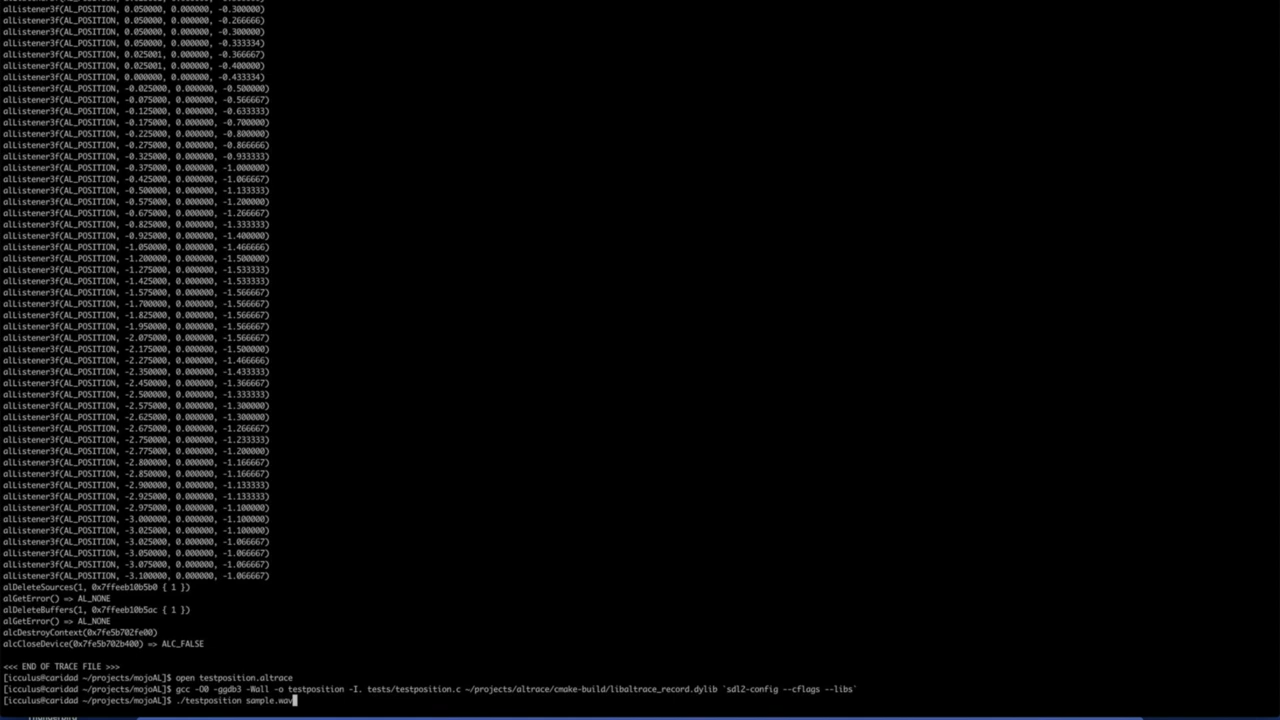 alListener3f(AL_POSITION, 0.050000, 0.000000, -0.300000)
alListener3f(AL_POSITION, 0.050000, 0.000000, -0.266666)
alListener3f(AL_POSITION, 0.050000, 0.000000, -0.300000)
alListener3f(AL_POSITION, 0.050000, 0.000000, -0.333334)
alListener3f(AL_POSITION, 0.025001, 0.000000, -0.366667)
alListener3f(AL_POSITION, 0.025001, 0.000000, -0.400000)
alListener3f(AL_POSITION, 0.000000, 0.000000, -0.433334)
alListener3f(AL_POSITION, -0.025000, 0.000000, -0.500000)
alListener3f(AL_POSITION, -0.075000, 0.000000, -0.566667)
alListener3f(AL_POSITION, -0.125000, 0.000000, -0.633333)
alListener3f(AL_POSITION, -0.175000, 0.000000, -0.700000)
alListener3f(AL_POSITION, -0.225000, 0.000000, -0.800000)
alListener3f(AL_POSITION, -0.275000, 0.000000, -0.866666)
alListener3f(AL_POSITION, -0.325000, 0.000000, -0.933333)
alListener3f(AL_POSITION, -0.375000, 0.000000, -1.000000)
alListener3f(AL_POSITION, -0.425000, 0.000000, -1.066667)
alListener3f(AL_POSITION, -0.500000, 0.000000, -1.133333)
alListener3f(AL_POSITION, -0.575000, 0.000000, -1.200000)
alListener3f(AL_POSITION, -0.675000, 0.000000, -1.266667)
alListener3f(AL_POSITION, -0.825000, 0.000000, -1.333333)
alListener3f(AL_POSITION, -0.925000, 0.000000, -1.400000)
alListener3f(AL_POSITION, -1.050000, 0.000000, -1.466666)
alListener3f(AL_POSITION, -1.200000, 0.000000, -1.500000)
alListener3f(AL_POSITION, -1.275000, 0.000000, -1.533333)
alListener3f(AL_POSITION, -1.425000, 0.000000, -1.533333)
alListener3f(AL_POSITION, -1.575000, 0.000000, -1.566667)
alListener3f(AL_POSITION, -1.700000, 0.000000, -1.566667)
alListener3f(AL_POSITION, -1.825000, 0.000000, -1.566667)
alListener3f(AL_POSITION, -1.950000, 0.000000, -1.566667)
alListener3f(AL_POSITION, -2.075000, 0.000000, -1.566667)
alListener3f(AL_POSITION, -2.175000, 0.000000, -1.500000)
alListener3f(AL_POSITION, -2.275000, 0.000000, -1.466666)
alListener3f(AL_POSITION, -2.350000, 0.000000, -1.433333)
alListener3f(AL_POSITION, -2.450000, 0.000000, -1.366667)
alListener3f(AL_POSITION, -2.500000, 0.000000, -1.333333)
alListener3f(AL_POSITION, -2.575000, 0.000000, -1.300000)
alListener3f(AL_POSITION, -2.625000, 0.000000, -1.300000)
alListener3f(AL_POSITION, -2.675000, 0.000000, -1.266667)
alListener3f(AL_POSITION, -2.750000, 0.000000, -1.233333)
alListener3f(AL_POSITION, -2.775000, 0.000000, -1.200000)
alListener3f(AL_POSITION, -2.800000, 0.000000, -1.166667)
alListener3f(AL_POSITION, -2.850000, 0.000000, -1.166667)
alListener3f(AL_POSITION, -2.900000, 0.000000, -1.133333)
alListener3f(AL_POSITION, -2.925000, 0.000000, -1.133333)
alListener3f(AL_POSITION, -2.975000, 0.000000, -1.100000)
alListener3f(AL_POSITION, -3.000000, 0.000000, -1.100000)
alListener3f(AL_POSITION, -3.025000, 0.000000, -1.100000)
alListener3f(AL_POSITION, -3.025000, 0.000000, -1.066667)
alListener3f(AL_POSITION, -3.050000, 0.000000, -1.066667)
alListener3f(AL_POSITION, -3.075000, 0.000000, -1.066667)
alListener3f(AL_POSITION, -3.100000, 0.000000, -1.066667)
alDeleteSources(1, 0x7ffeeb10b5b0 { 1 })
alGetError() => AL_NONE
alDeleteBuffers(1, 0x7ffeeb10b5ac { 1 })
alGetError() => AL_NONE
alcDestroyContext(0x7fe5b702fe00)
alcCloseDevice(0x7fe5b702b400) => ALC_FALSE
<<< END OF TRACE FILE >>>
[icculus@caridad ~/projects/mojoAL]$ open testposition.altrace
[icculus@caridad ~/projects/mojoAL]$ gcc -O0 -ggdb3 -Wall -o testposition -I. tests/testposition.c ~/projects/altrace/cmake-build/libaltrace_record.dylib `sdl2-config --cflags --libs`
[icculus@caridad ~/projects/mojoAL]$ ./testposition sample.wav